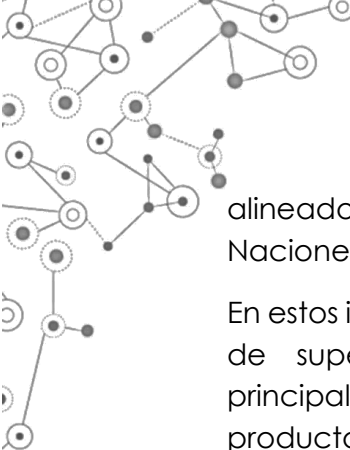 alineado
Nacione
En estos i
de supe
principal
producto